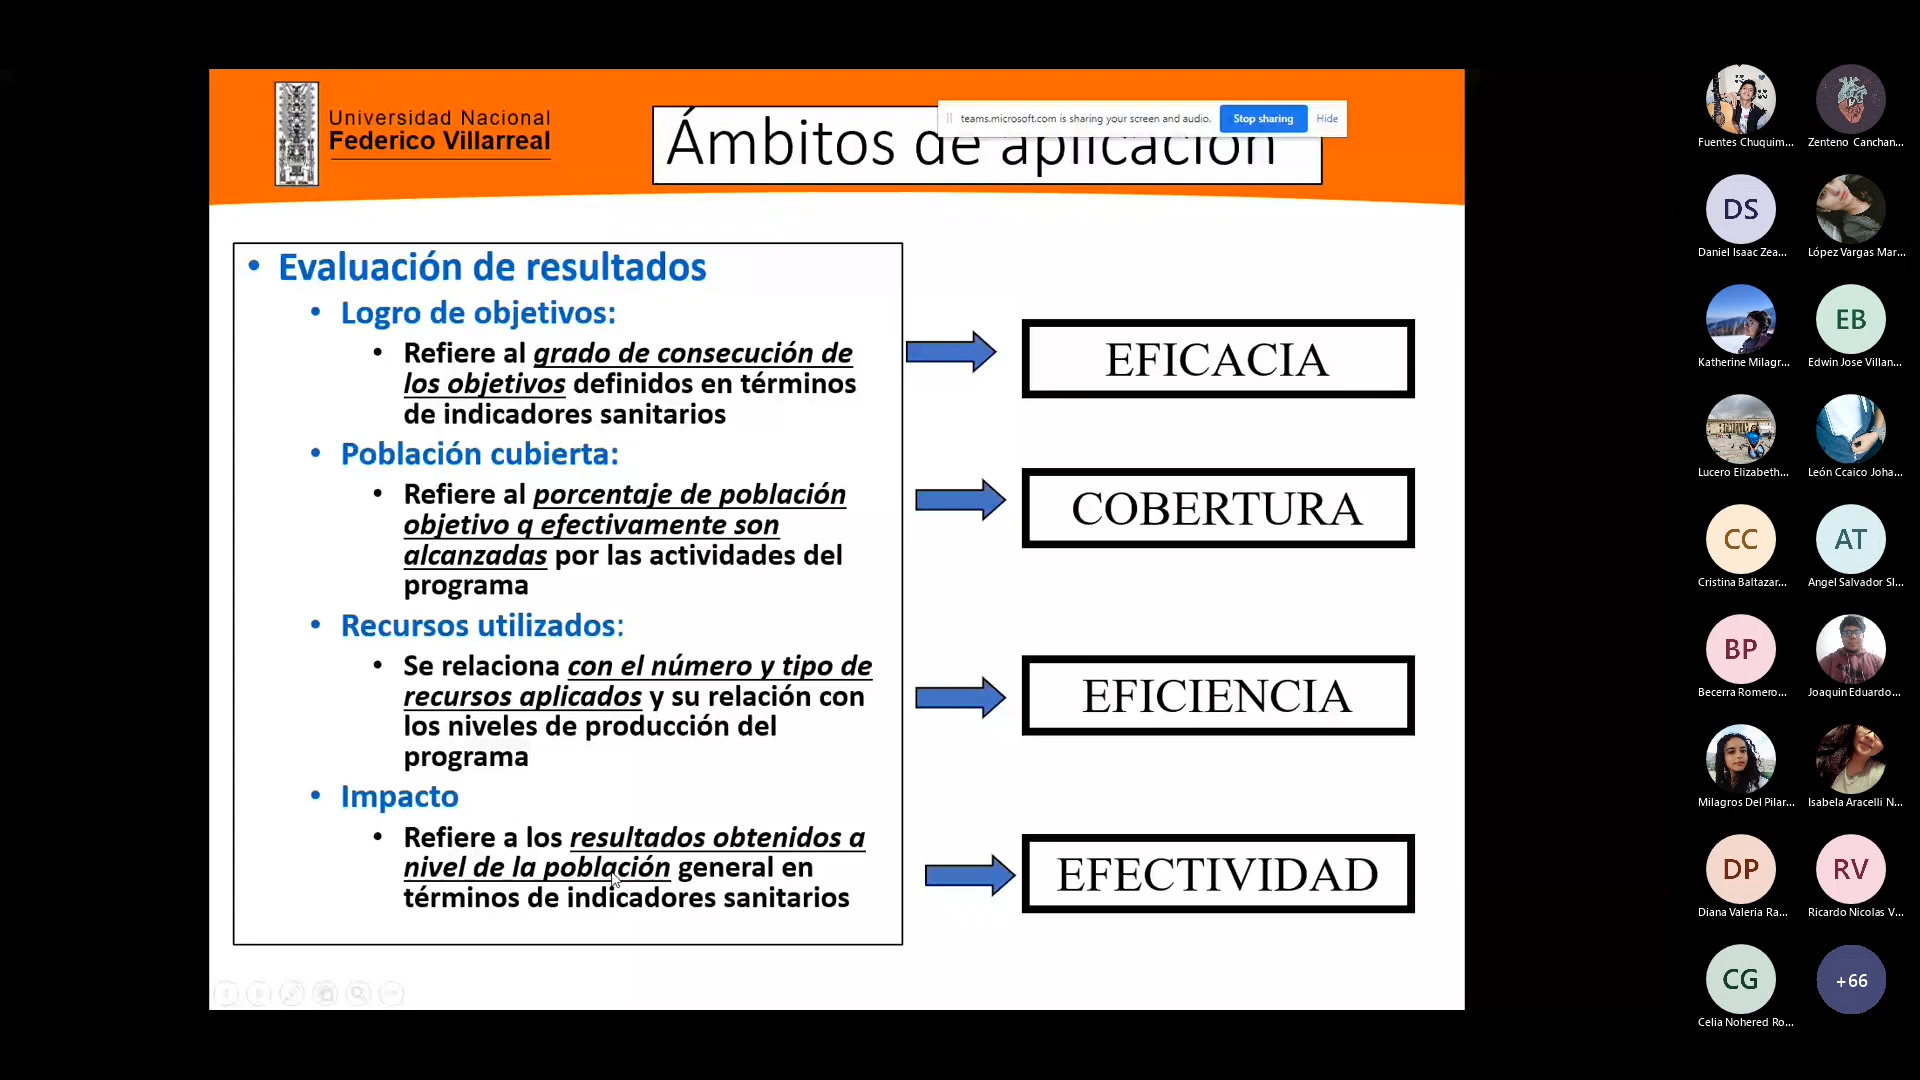 Universidad Nacional
Federico Villarreal
Ámbitos de aplicación
teams.microsoft.com is sharing your screen and audio.
Stop sharing
Hide
• Evaluación de resultados
• Logro de objetivos:
• Refiere al grado de consecución de
los objetivos definidos en términos
de indicadores sanitarios
• Población cubierta:
• Refiere al porcentaje de población
objetivo q efectivamente son
alcanzadas por las actividades del
programa
• Recursos utilizados:
• Se relaciona con el número y tipo de
recursos aplicados y su relación con
los niveles de producción del
programa
• Impacto
• Refiere a los resultados obtenidos a
nivel de la población general en
términos de indicadores sanitarios
EFICACIA
COBERTURA
EFICIENCIA
EFECTIVIDAD
Fuentes Chuquim...
Zenteno Canchan...
DS
Daniel Isaac Zea...
López Vargas Mar...
Katherine Milagr...
EB
Edwin Jose Villan...
Lucero Elizabeth...
León Ccaico Joha...
CC
Cristina Baltazar...
AT
Angel Salvador Sl...
BP
Becerra Romero...
Joaquin Eduardo...
Milagros Del Pilar...
Isabela Aracelli N...
DP
Diana Valeria Ra...
RV
Ricardo Nicolas V...
CG
Celia Nohered Ro...
+66